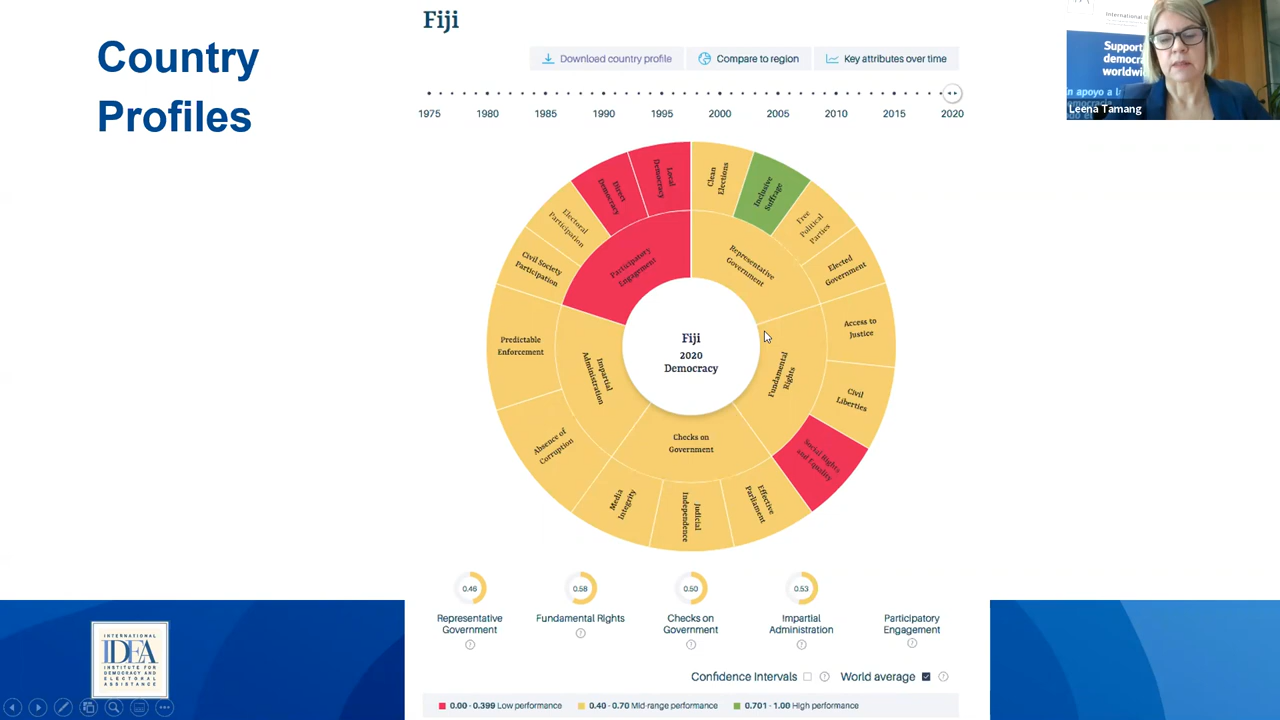 Country
Profiles
Fiji
Download country profile
Compare to region
Key attributes over time
1975
1980
1985
1990
1995
2000
2005
2010
2015
2020
Local
Democracy
Clean
Elections
Inclusive
Suffrage
Free
Political
Parties
Elected
Government
Access to
Justice
Civil
Liberties
Social Rights
and Equality
Effective
Parliament
Judicial
Independence
Media
Integrity
Absence of
Corruption
Predictable
Enforcement
Civil Society
Participation
Electoral
Participation
Direct
Democracy
Participatory
Engagement
Representative
Government
Fundamental
Rights
Checks on
Government
Impartial
Administration
Fiji
2020
Democracy
0.46
0.58
0.50
0.53
Representative
Government
Fundamental Rights
Checks on
Government
Impartial
Administration
Participatory
Engagement
Confidence Intervals
World average
0.00 - 0.399 Low performance
0.40 - 0.70 Mid range performance
0.701 - 1.00 High performance
INTERNATIONAL
IDEA
INSTITUTE FOR
DEMOCRACY AND
ELECTORAL
ASSISTANCE
Support
democra
worldwi
n apoyo a l
Leena Tamang